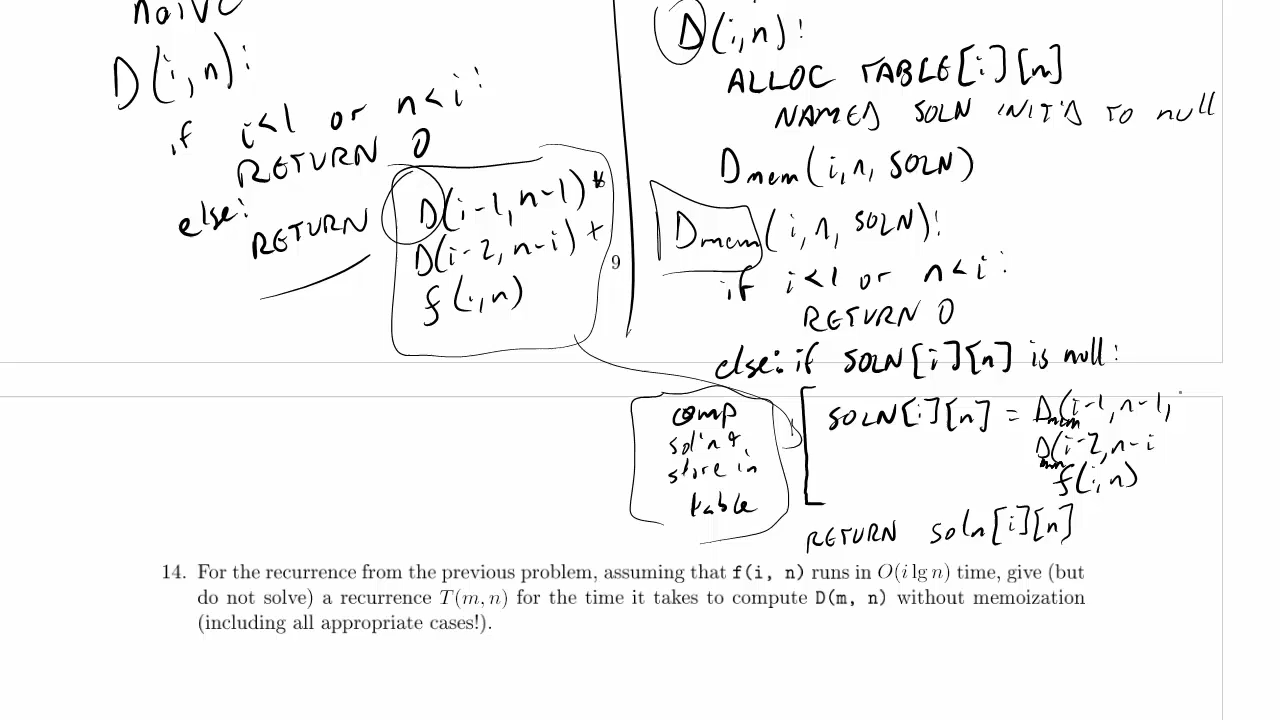 naive
D(i,n):
if i<1 or n<i:
RETURN 0
else:
RETURN D(i-1,n-1)*
D(i-2,n-i)+
f(i,n)
9
D(i,n):
ALLOC TABLE[i][n]
NAMED SOLN INIT'D TO null
Dmem(i,n,SOLN)
Dmem(i,n,SOLN):
if i<1 or n<i:
RETURN 0
else: if SOLN[i][n] is null:
comp
sol'n &
store in
table
SOLN[i][n] = Dmem(i-1,n-1,
Dmem(i-2,n-i
f(i,n)
RETURN soln[i][n]
14. For the recurrence from the previous problem, assuming that f(i, n) runs in O(i lg n) time, give (but
do not solve) a recurrence T(m, n) for the time it takes to compute D(m, n) without memoization
(including all appropriate cases!).